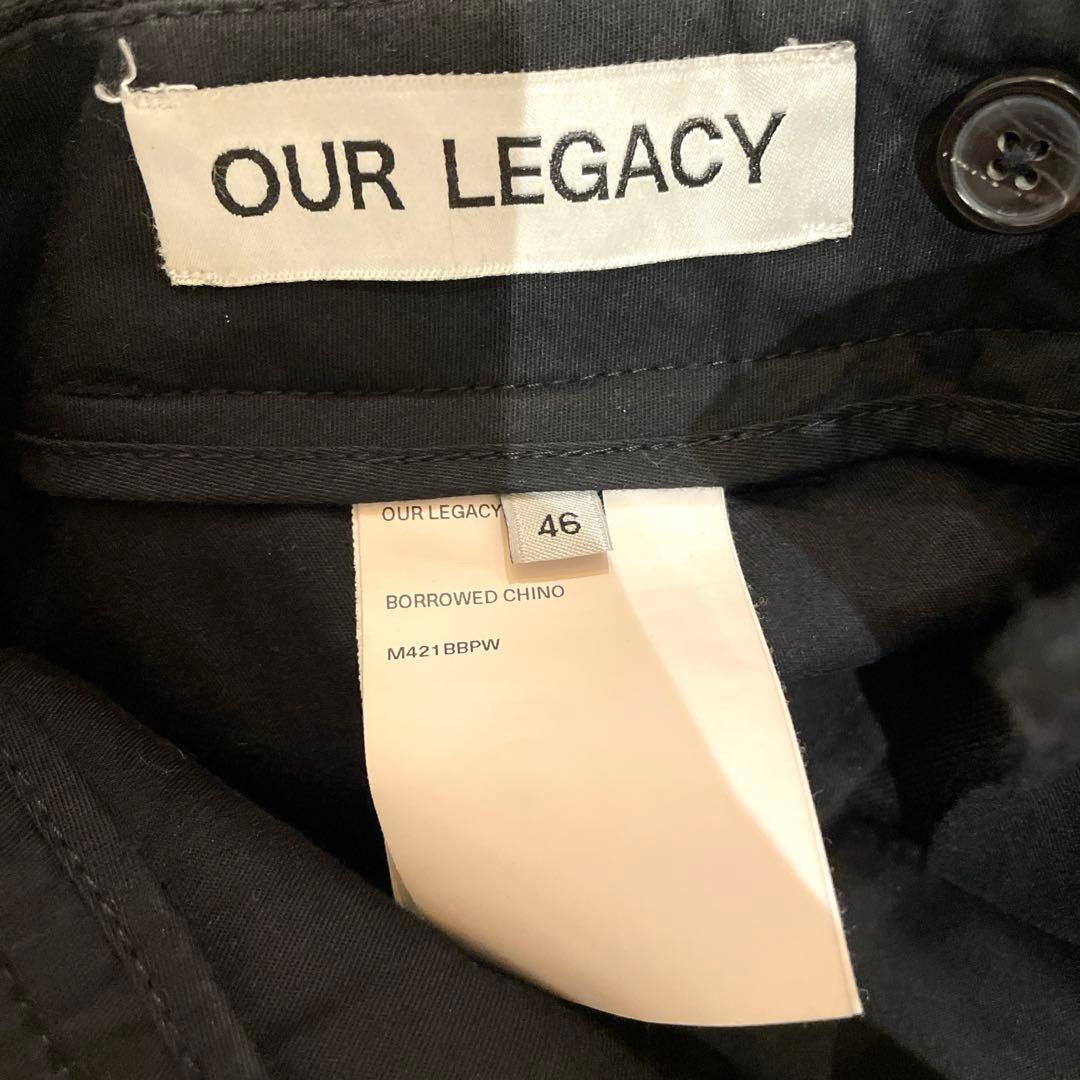 OUR LEGACY
OUR LEGACY
46
BORROWED CHINO
M421BBPW